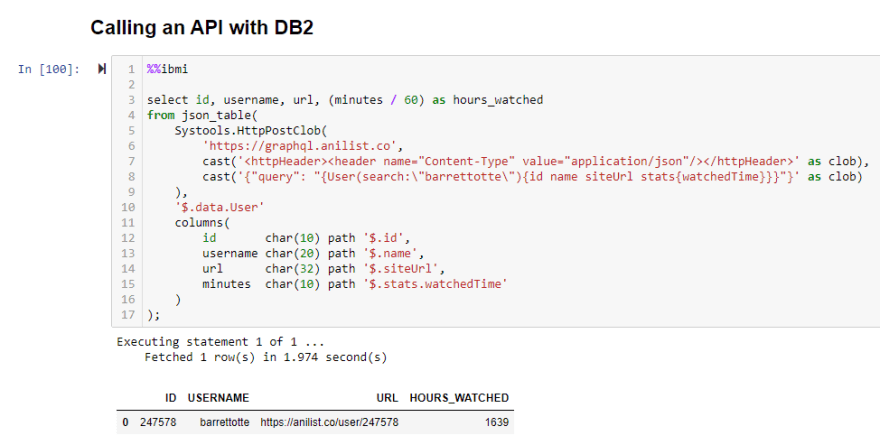 Calling an API with DB2
In [100]:
1 %%ibmi
2
3 select id, username, url, (minutes / 60) as hours_watched
4 from json_table(
5     Systools.HttpPostClob(
6         'https://graphql.anilist.co',
7         cast('<httpHeader><header name="Content-Type" value="application/json"/></httpHeader>' as clob),
8         cast('{"query": "{User(search:\"barrettotte\"){id name siteUrl stats{watchedTime}}}"}' as clob)
9     ),
10     '$.data.User'
11     columns(
12         id       char(10) path '$.id',
13         username char(20) path '$.name',
14         url      char(32) path '$.siteUrl',
15         minutes  char(10) path '$.stats.watchedTime'
16     )
17 );
Executing statement 1 of 1 ...
    Fetched 1 row(s) in 1.974 second(s)
ID USERNAME URL HOURS_WATCHED
0 247578 barrettotte https://anilist.co/user/247578 1639